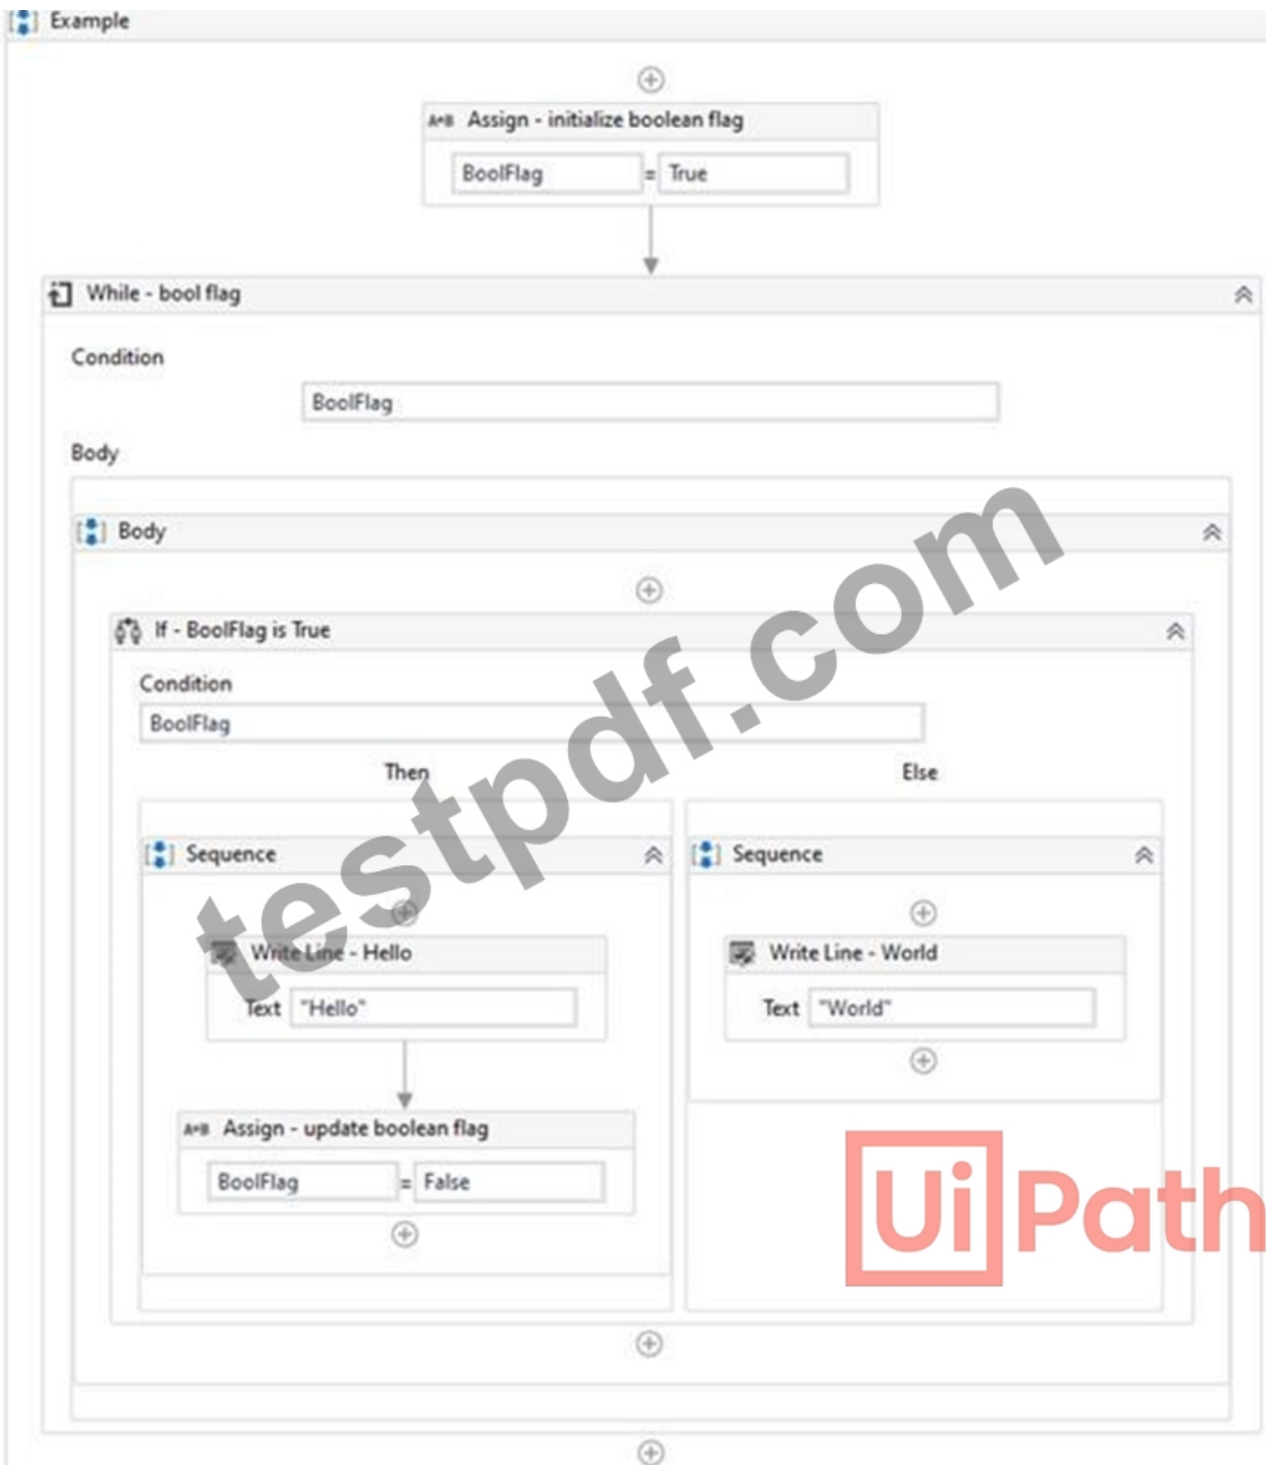 Example
A+B Assign - initialize boolean flag
BoolFlag = True
While - bool flag
Condition
BoolFlag
Body
Body
If - BoolFlag is True
Condition
BoolFlag
Then Else
Sequence Sequence
Write Line - Hello Write Line - World
Text "Hello" Text "World"
A+B Assign - update boolean flag
BoolFlag = False
testpdf.com
UiPath